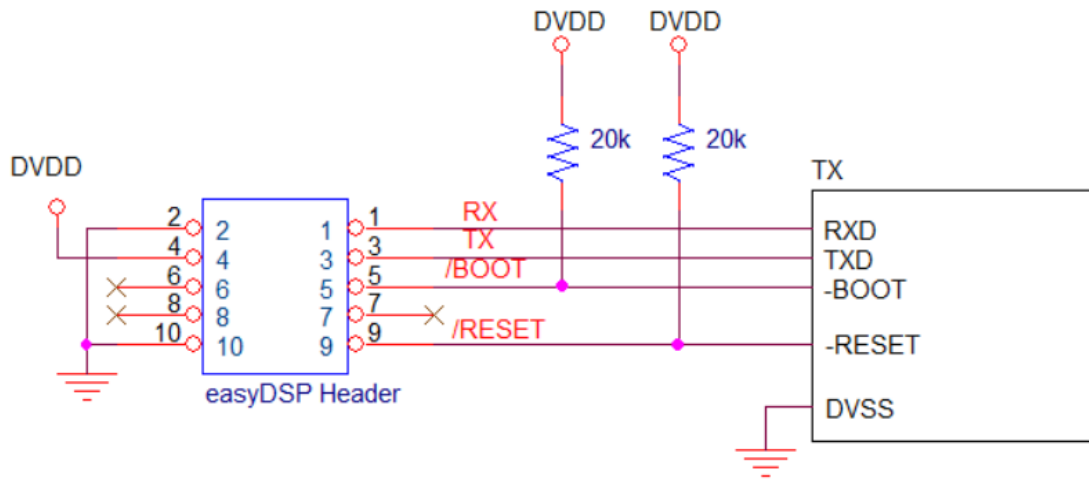 DVDD DVDD
20k 20k
DVDD
TX
2 2 1 1 RX RXD
4 4 3 3 TX TXD
6 6 5 5 /BOOT -BOOT
8 8 7 7
10 10 9 9 /RESET -RESET
easyDSP Header
DVSS